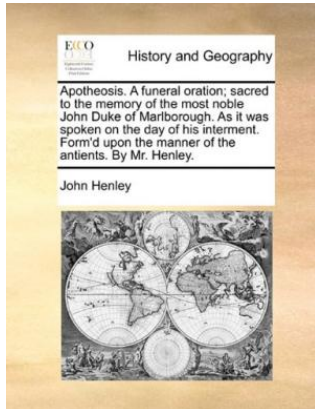 ECCO
History and Geography
Apotheosis. A funeral oration; sacred
to the memory of the most noble
John Duke of Marlborough. As it was
spoken on the day of his interment.
Form'd upon the manner of the
antients. By Mr. Henley.
John Henley